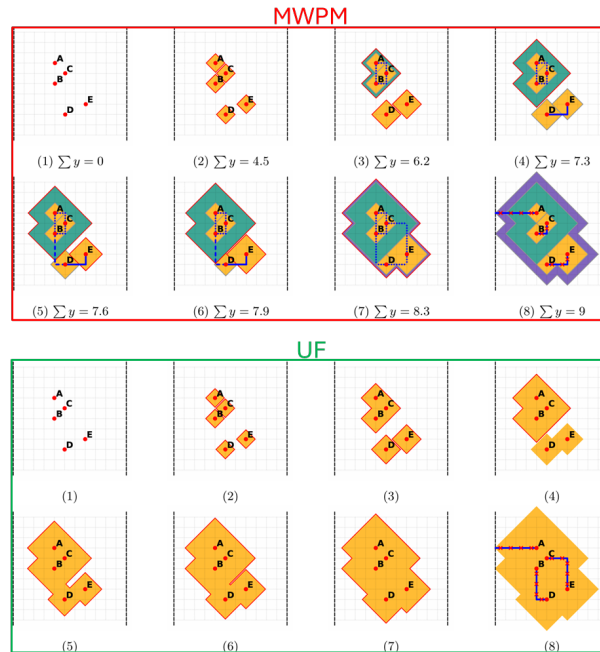 MWPM
A
C
B
E
D
A
C
B
E
D
A
C
B
E
D
A
C
B
E
D
(1) ∑ y = 0
(2) ∑ y = 4.5
(3) ∑ y = 6.2
(4) ∑ y = 7.3
A
C
B
E
D
A
C
B
E
D
A
C
B
E
D
A
C
B
E
D
(5) ∑ y = 7.6
(6) ∑ y = 7.9
(7) ∑ y = 8.3
(8) ∑ y = 9
UF
A
C
B
E
D
A
C
B
E
D
A
C
B
E
D
A
C
B
E
D
(1)
(2)
(3)
(4)
A
C
B
E
D
A
C
B
E
D
A
C
B
E
D
A
C
B
E
D
(5)
(6)
(7)
(8)